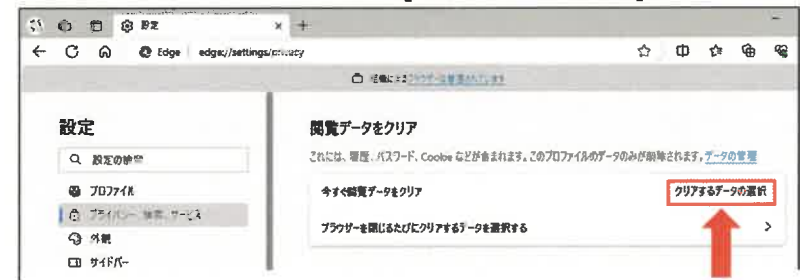 設定
Edge edge://settings/privacy
設定
閲覧データをクリア
設定の検索
これには、履歴、パスワード、Cookie などが含まれます。このプロファイルのデータのみが削除されます。データの管理
プロファイル
今すぐ閲覧データをクリア
クリアするデータの選択
プライバシー、検索、サービス
外観
ブラウザーを閉じるたびにクリアするデータを選択する
サイドバー